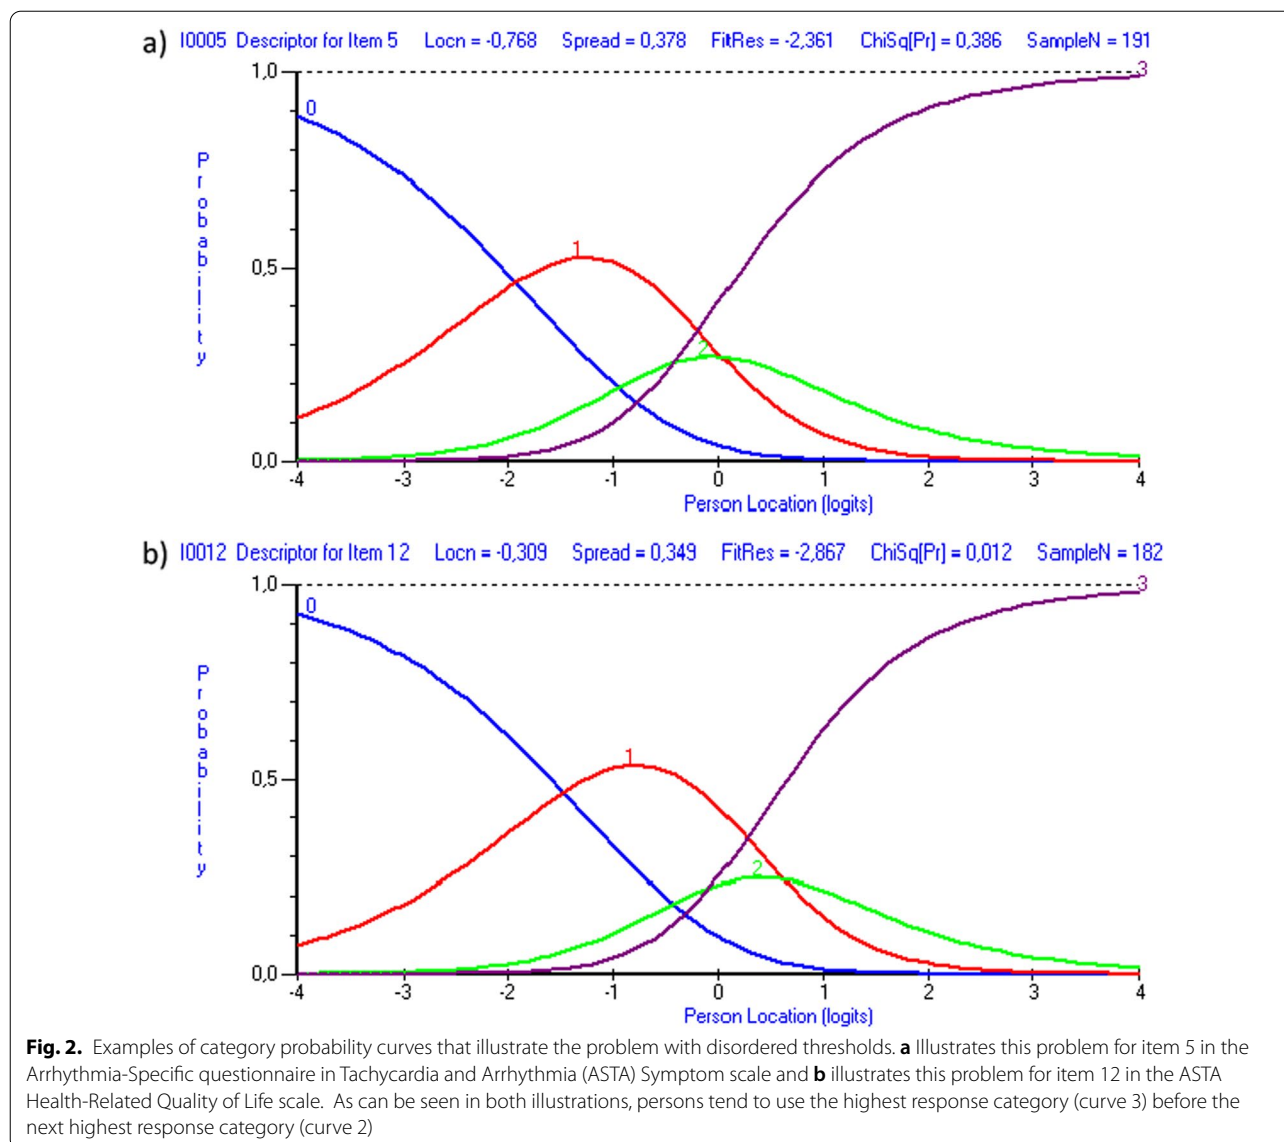 a) I0005 Descriptor for Item 5 Locn = -0,768 Spread = 0,378 FitRes = -2,361 ChiSq[Pr] = 0,386 SampleN = 191
1,0
0
3
Probability
1
0,5
2
0,0
-4 -3 -2 -1 0 1 2 3 4
Person Location (logits)
b) I0012 Descriptor for Item 12 Locn = -0,309 Spread = 0,349 FitRes = -2,867 ChiSq[Pr] = 0,012 SampleN = 182
1,0
0
3
Probability
1
0,5
2
0,0
-4 -3 -2 -1 0 1 2 3 4
Person Location (logits)
Fig. 2. Examples of category probability curves that illustrate the problem with disordered thresholds. a Illustrates this problem for item 5 in the
Arrhythmia-Specific questionnaire in Tachycardia and Arrhythmia (ASTA) Symptom scale and b illustrates this problem for item 12 in the ASTA
Health-Related Quality of Life scale. As can be seen in both illustrations, persons tend to use the highest response category (curve 3) before the
next highest response category (curve 2)